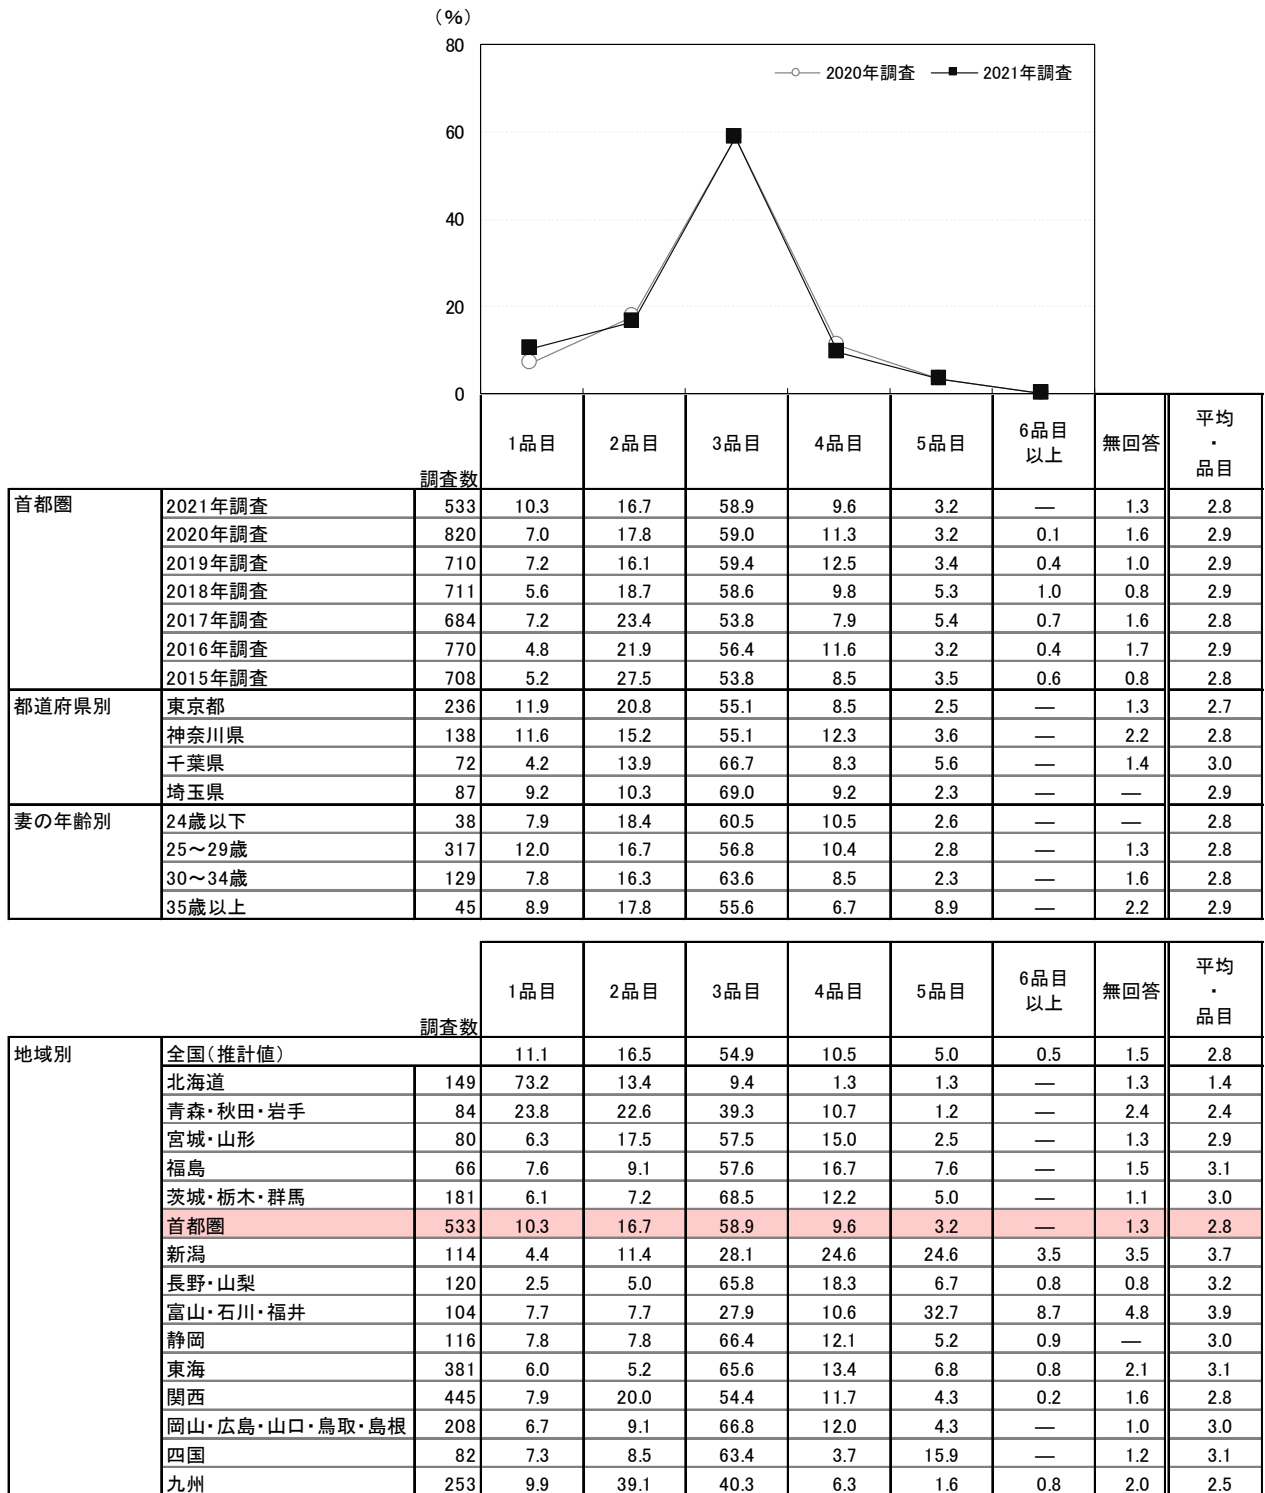 （%）
80
60
40
20
0
2020年調査 2021年調査
調査数 1品目 2品目 3品目 4品目 5品目 6品目以上 無回答 平均・品目
首都圏 2021年調査 533 10.3 16.7 58.9 9.6 3.2 ― 1.3 2.8
2020年調査 820 7.0 17.8 59.0 11.3 3.2 0.1 1.6 2.9
2019年調査 710 7.2 16.1 59.4 12.5 3.4 0.4 1.0 2.9
2018年調査 711 5.6 18.7 58.6 9.8 5.3 1.0 0.8 2.9
2017年調査 684 7.2 23.4 53.8 7.9 5.4 0.7 1.6 2.8
2016年調査 770 4.8 21.9 56.4 11.6 3.2 0.4 1.7 2.9
2015年調査 708 5.2 27.5 53.8 8.5 3.5 0.6 0.8 2.8
都道府県別 東京都 236 11.9 20.8 55.1 8.5 2.5 ― 1.3 2.7
神奈川県 138 11.6 15.2 55.1 12.3 3.6 ― 2.2 2.8
千葉県 72 4.2 13.9 66.7 8.3 5.6 ― 1.4 3.0
埼玉県 87 9.2 10.3 69.0 9.2 2.3 ― ― 2.9
妻の年齢別 24歳以下 38 7.9 18.4 60.5 10.5 2.6 ― ― 2.8
25～29歳 317 12.0 16.7 56.8 10.4 2.8 ― 1.3 2.8
30～34歳 129 7.8 16.3 63.6 8.5 2.3 ― 1.6 2.8
35歳以上 45 8.9 17.8 55.6 6.7 8.9 ― 2.2 2.9
調査数 1品目 2品目 3品目 4品目 5品目 6品目以上 無回答 平均・品目
地域別 全国（推計値） 11.1 16.5 54.9 10.5 5.0 0.5 1.5 2.8
北海道 149 73.2 13.4 9.4 1.3 1.3 ― 1.3 1.4
青森・秋田・岩手 84 23.8 22.6 39.3 10.7 1.2 ― 2.4 2.4
宮城・山形 80 6.3 17.5 57.5 15.0 2.5 ― 1.3 2.9
福島 66 7.6 9.1 57.6 16.7 7.6 ― 1.5 3.1
茨城・栃木・群馬 181 6.1 7.2 68.5 12.2 5.0 ― 1.1 3.0
首都圏 533 10.3 16.7 58.9 9.6 3.2 ― 1.3 2.8
新潟 114 4.4 11.4 28.1 24.6 24.6 3.5 3.5 3.7
長野・山梨 120 2.5 5.0 65.8 18.3 6.7 0.8 0.8 3.2
富山・石川・福井 104 7.7 7.7 27.9 10.6 32.7 8.7 4.8 3.9
静岡 116 7.8 7.8 66.4 12.1 5.2 0.9 ― 3.0
東海 381 6.0 5.2 65.6 13.4 6.8 0.8 2.1 3.1
関西 445 7.9 20.0 54.4 11.7 4.3 0.2 1.6 2.8
岡山・広島・山口・鳥取・島根 208 6.7 9.1 66.8 12.0 4.3 ― 1.0 3.0
四国 82 7.3 8.5 63.4 3.7 15.9 ― 1.2 3.1
九州 253 9.9 39.1 40.3 6.3 1.6 0.8 2.0 2.5